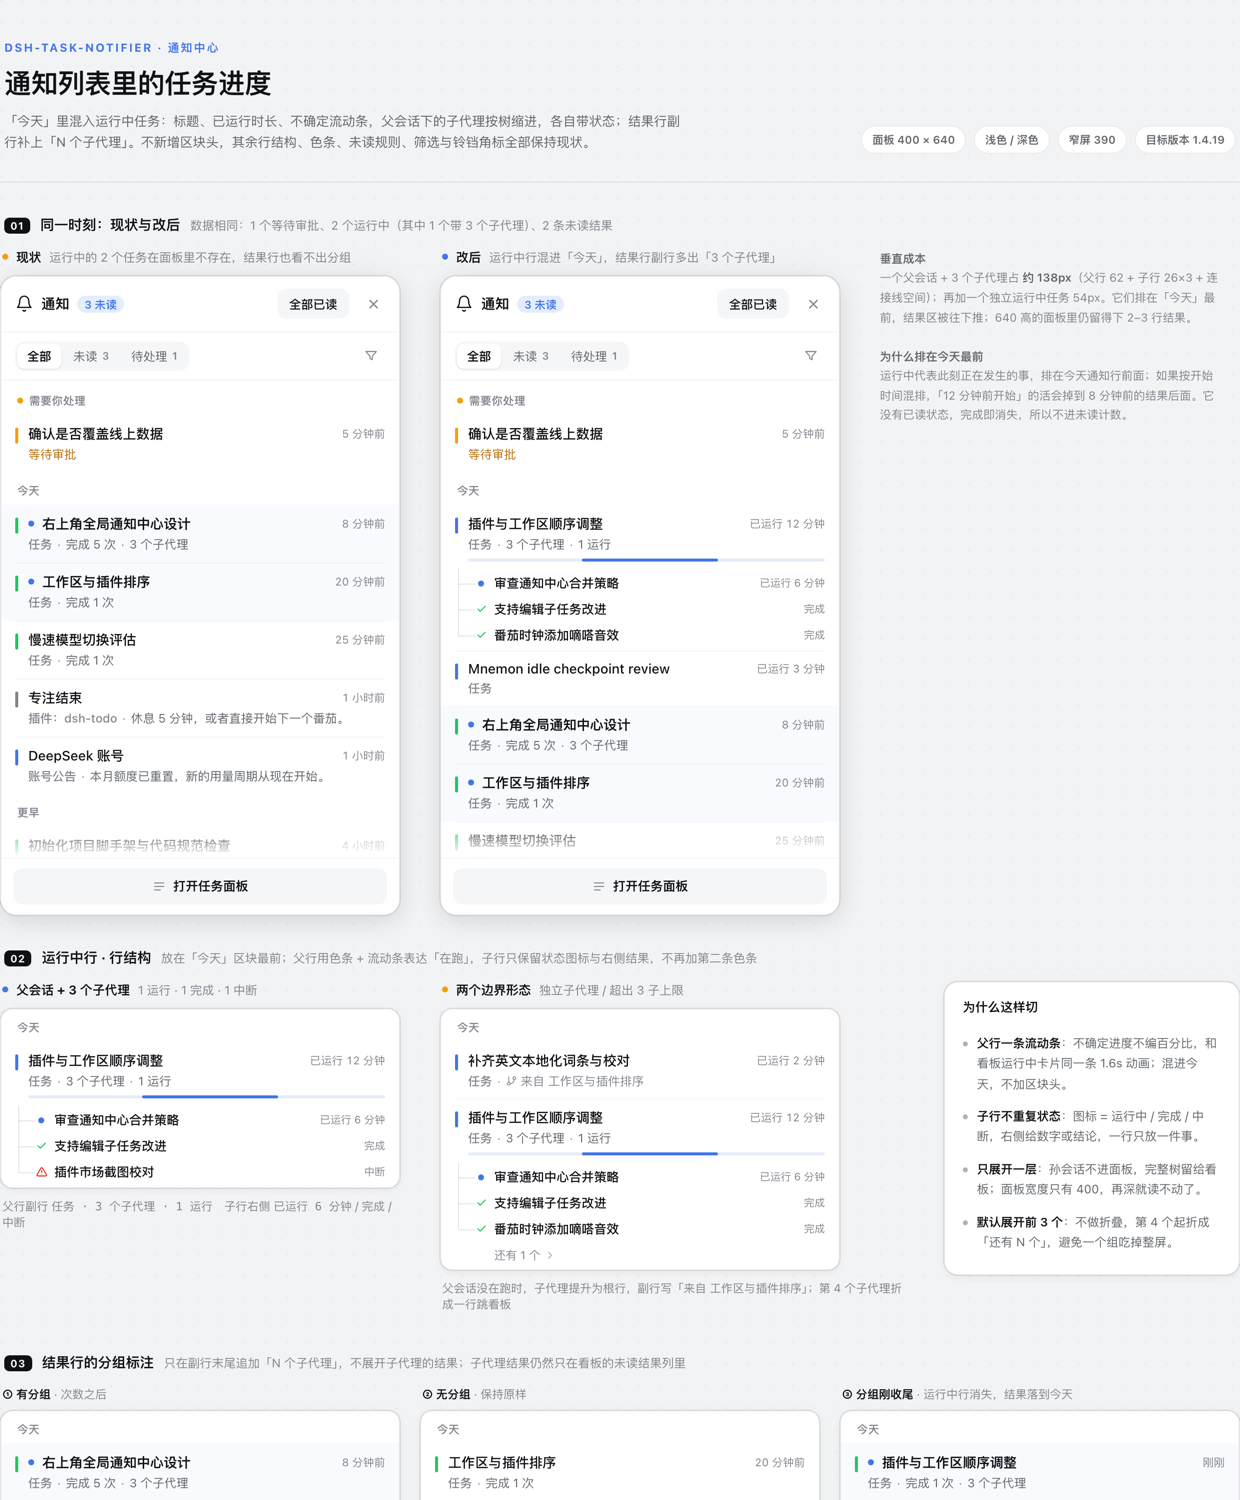 DSH-TASK-NOTIFIER · 通知中心
通知列表里的任务进度
「今天」里混入运行中任务：标题、已运行时长、不确定流动条，父会话下的子代理按树缩进，各自带状态；结果行副
行补上「N 个子代理」。不新增区块头，其余行结构、色条、未读规则、筛选与铃铛角标全部保持现状。
面板 400 × 640
浅色 / 深色
窄屏 390
目标版本 1.4.19
01 同一时刻：现状与改后 数据相同：1 个等待审批、2 个运行中（其中 1 个带 3 个子代理）、2 条未读结果
现状 运行中的 2 个任务在面板里不存在，结果行也看不出分组
通知 3 未读 全部已读
全部 未读 3 待处理 1
需要你处理
确认是否覆盖线上数据 5 分钟前
等待审批
今天
右上角全局通知中心设计 8 分钟前
任务 · 完成 5 次 · 3 个子代理
工作区与插件排序 20 分钟前
任务 · 完成 1 次
慢速模型切换评估 25 分钟前
任务 · 完成 1 次
专注结束 1 小时前
插件：dsh-todo · 休息 5 分钟，或者直接开始下一个番茄。
DeepSeek 账号 1 小时前
账号公告 · 本月额度已重置，新的用量周期从现在开始。
更早
初始化项目脚手架与代码规范检查 4 小时前
打开任务面板
改后 运行中行混进「今天」，结果行副行多出「3 个子代理」
通知 3 未读 全部已读
全部 未读 3 待处理 1
需要你处理
确认是否覆盖线上数据 5 分钟前
等待审批
今天
插件与工作区顺序调整 已运行 12 分钟
任务 · 3 个子代理 · 1 运行
审查通知中心合并策略 已运行 6 分钟
支持编辑子任务改进 完成
番茄时钟添加嘀嗒音效 完成
Mnemon idle checkpoint review 已运行 3 分钟
任务
右上角全局通知中心设计 8 分钟前
任务 · 完成 5 次 · 3 个子代理
工作区与插件排序 20 分钟前
任务 · 完成 1 次
慢速模型切换评估 25 分钟前
打开任务面板
垂直成本
一个父会话 + 3 个子代理占 约 138px（父行 62 + 子行 26×3 + 连
接线空间）；再加一个独立运行中任务 54px。它们排在「今天」最
前，结果区被往下推；640 高的面板里仍留得下 2–3 行结果。
为什么排在今天最前
运行中代表此刻正在发生的事，排在今天通知行前面；如果按开始
时间混排，「12 分钟前开始」的活会掉到 8 分钟前的结果后面。它
没有已读状态，完成即消失，所以不进未读计数。
02 运行中行 · 行结构 放在「今天」区块最前；父行用色条 + 流动条表达「在跑」，子行只保留状态图标与右侧结果，不再加第二条色条
父会话 + 3 个子代理 1 运行 · 1 完成 · 1 中断
今天
插件与工作区顺序调整 已运行 12 分钟
任务 · 3 个子代理 · 1 运行
审查通知中心合并策略 已运行 6 分钟
支持编辑子任务改进 完成
插件市场截图校对 中断
父行副行 任务 · 3 个子代理 · 1 运行 子行右侧 已运行 6 分钟 / 完成 /
中断
两个边界形态 独立子代理 / 超出 3 子上限
今天
补齐英文本地化词条与校对 已运行 2 分钟
任务 · 来自 工作区与插件排序
插件与工作区顺序调整 已运行 12 分钟
任务 · 3 个子代理 · 1 运行
审查通知中心合并策略 已运行 6 分钟
支持编辑子任务改进 完成
番茄时钟添加嘀嗒音效 完成
还有 1 个
父会话没在跑时，子代理提升为根行，副行写「来自 工作区与插件排序」；第 4 个子代理折
成一行跳看板
为什么这样切
父行一条流动条：不确定进度不编百分比，和
看板运行中卡片同一条 1.6s 动画；混进今
天，不加区块头。
子行不重复状态：图标 = 运行中 / 完成 / 中
断，右侧给数字或结论，一行只放一件事。
只展开一层：孙会话不进面板，完整树留给看
板；面板宽度只有 400，再深就读不动了。
默认展开前 3 个：不做折叠，第 4 个起折成
「还有 N 个」，避免一个组吃掉整屏。
03 结果行的分组标注 只在副行末尾追加「N 个子代理」，不展开子代理的结果；子代理结果仍然只在看板的未读结果列里
① 有分组 · 次数之后
今天
右上角全局通知中心设计 8 分钟前
任务 · 完成 5 次 · 3 个子代理
② 无分组 · 保持原样
今天
工作区与插件排序 20 分钟前
任务 · 完成 1 次
③ 分组刚收尾 · 运行中行消失，结果落到今天
今天
插件与工作区顺序调整 刚刚
任务 · 完成 1 次 · 3 个子代理